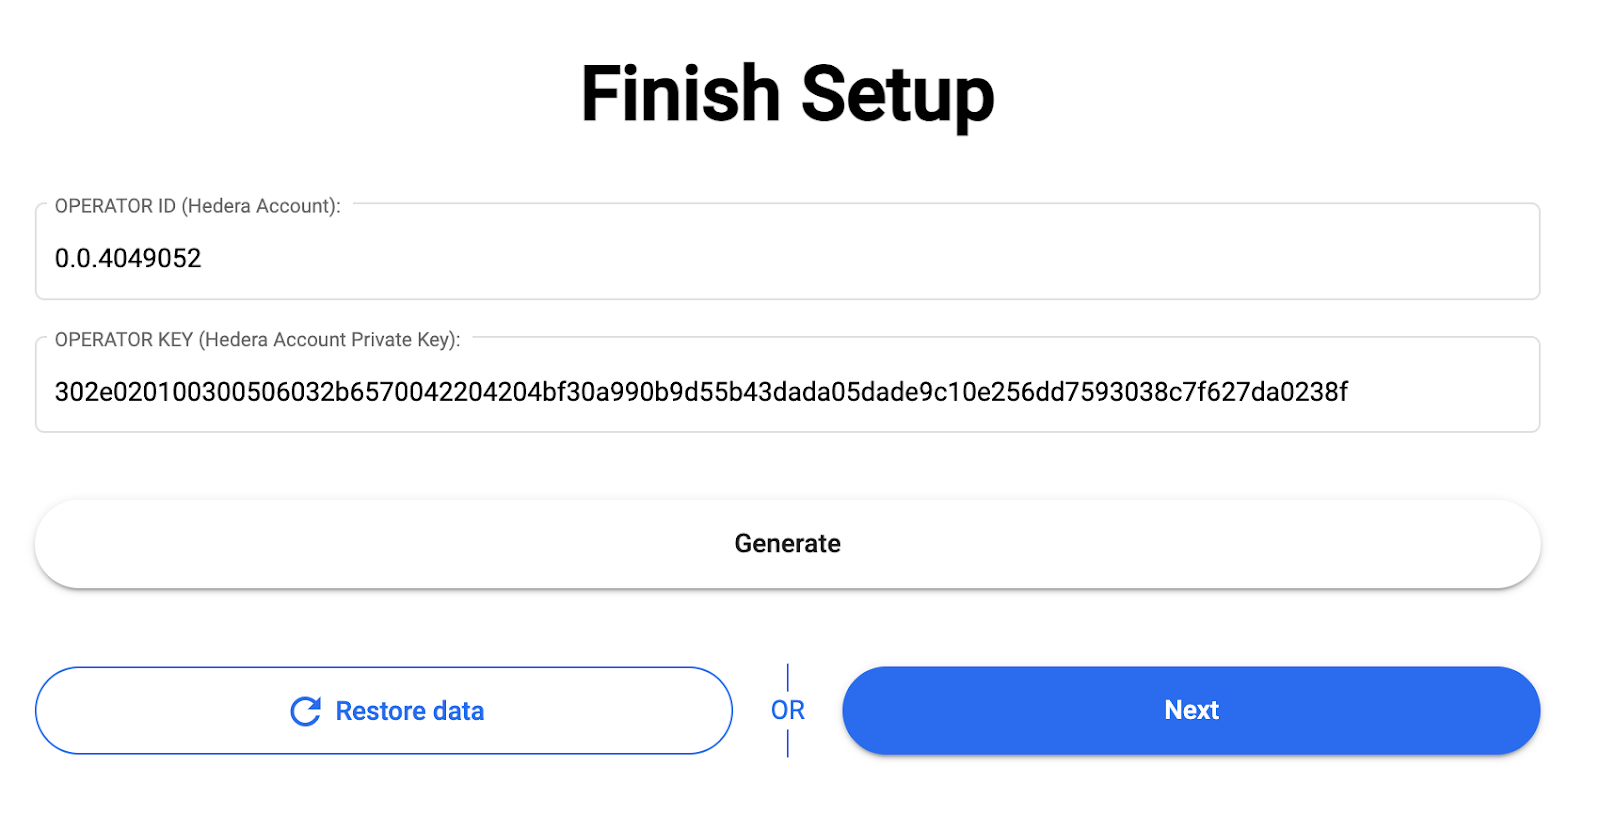 Finish Setup
OPERATOR ID (Hedera Account):
0.0.4049052
OPERATOR KEY (Hedera Account Private Key):
302e020100300506032b6570042204204bf30a990b9d55b43dada05dade9c10e256dd7593038c7f627da0238f
Generate
Restore data
OR
Next